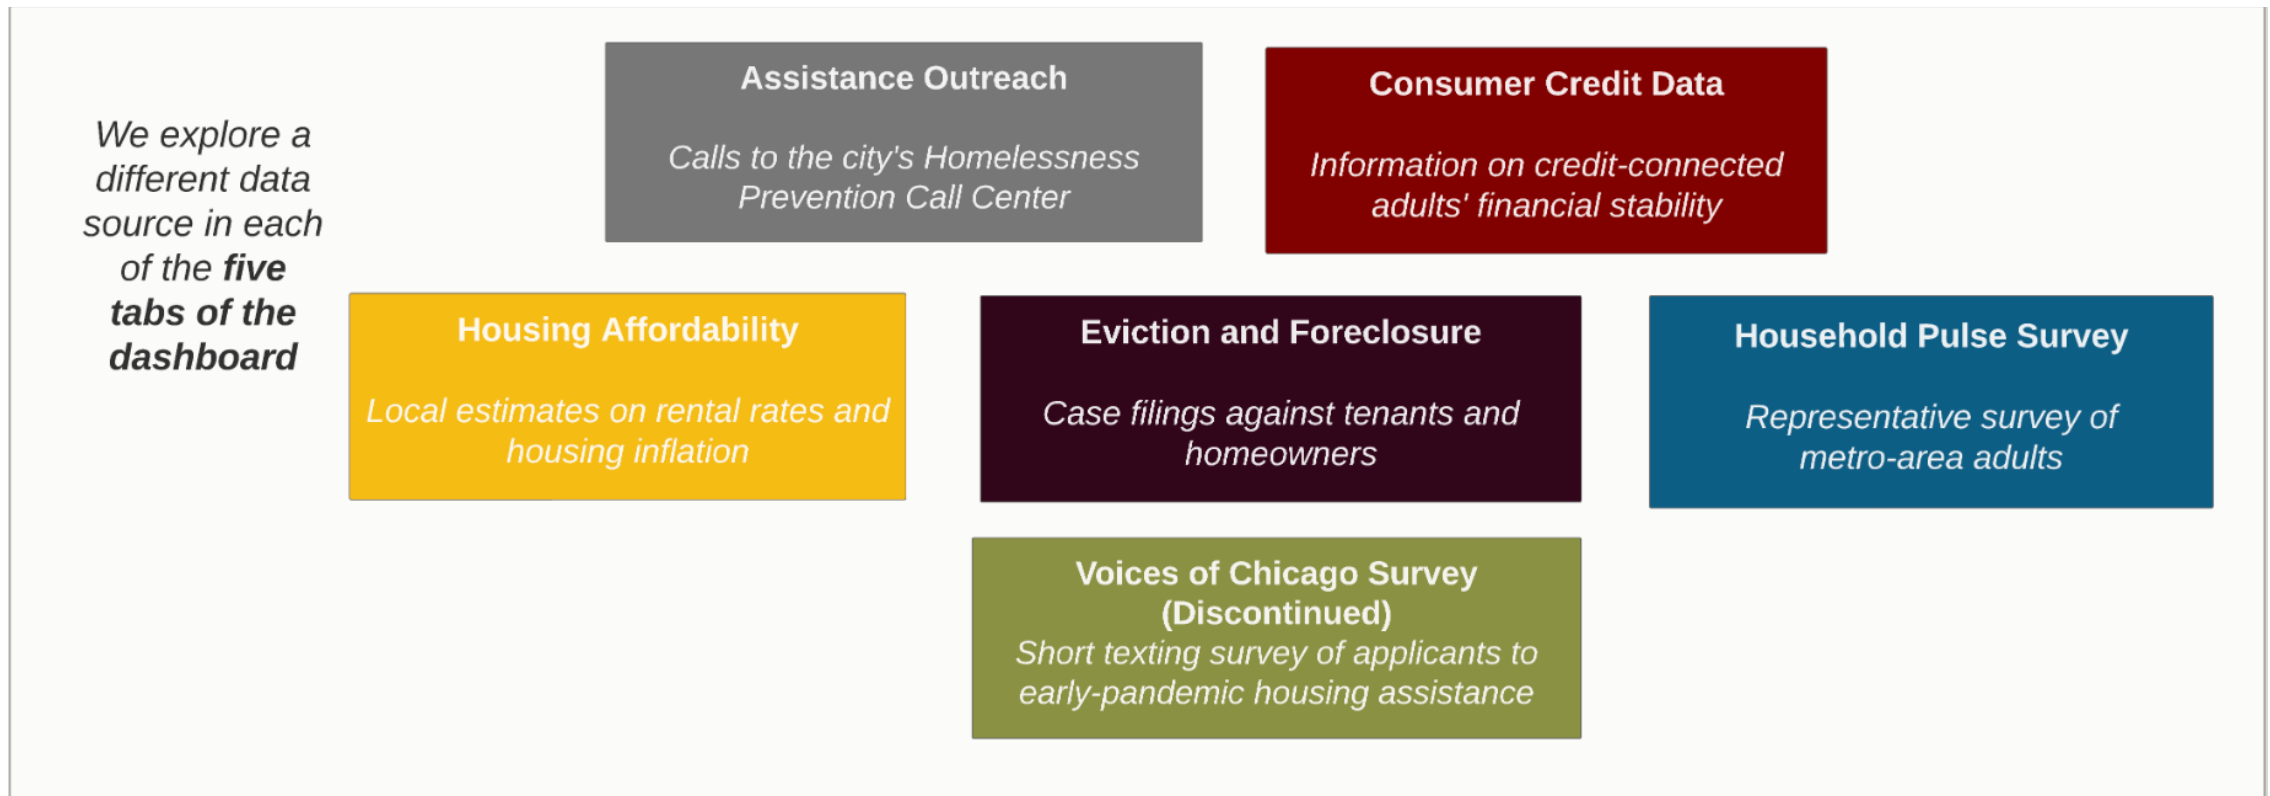 We explore a
different data
source in each
of the five
tabs of the
dashboard
Assistance Outreach
Calls to the city's Homelessness
Prevention Call Center
Consumer Credit Data
Information on credit-connected
adults' financial stability
Housing Affordability
Local estimates on rental rates and
housing inflation
Eviction and Foreclosure
Case filings against tenants and
homeowners
Household Pulse Survey
Representative survey of
metro-area adults
Voices of Chicago Survey
(Discontinued)
Short texting survey of applicants to
early-pandemic housing assistance